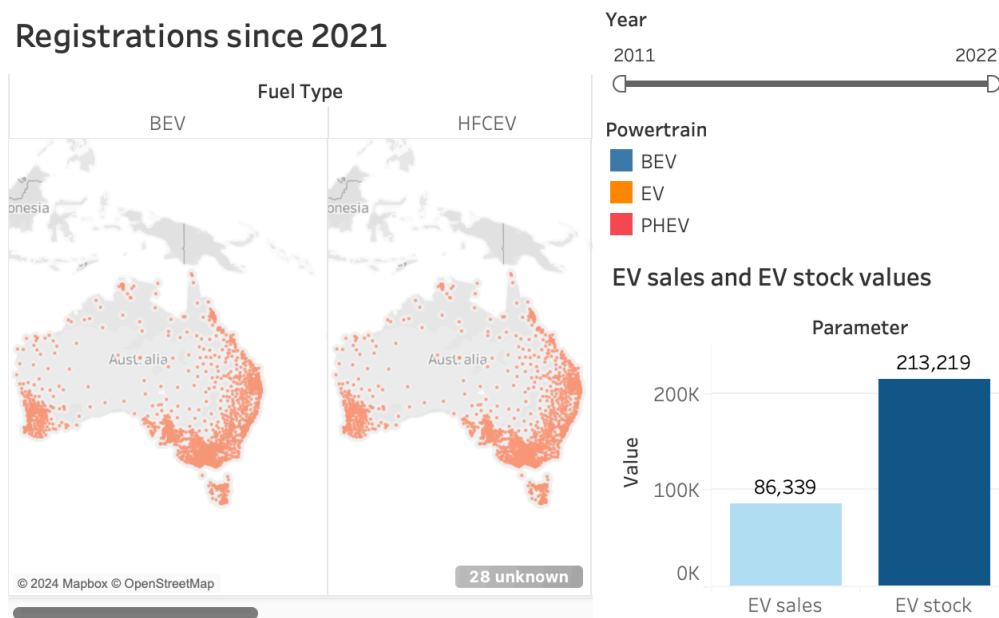 Registrations since 2021
Fuel Type
BEV
HFCEV
onesia
onesia
Australia
Australia
© 2024 Mapbox © OpenStreetMap
28 unknown
Year
2011
2022
Powertrain
BEV
EV
PHEV
EV sales and EV stock values
Parameter
213,219
200K
86,339
100K
0K
Value
EV sales
EV stock